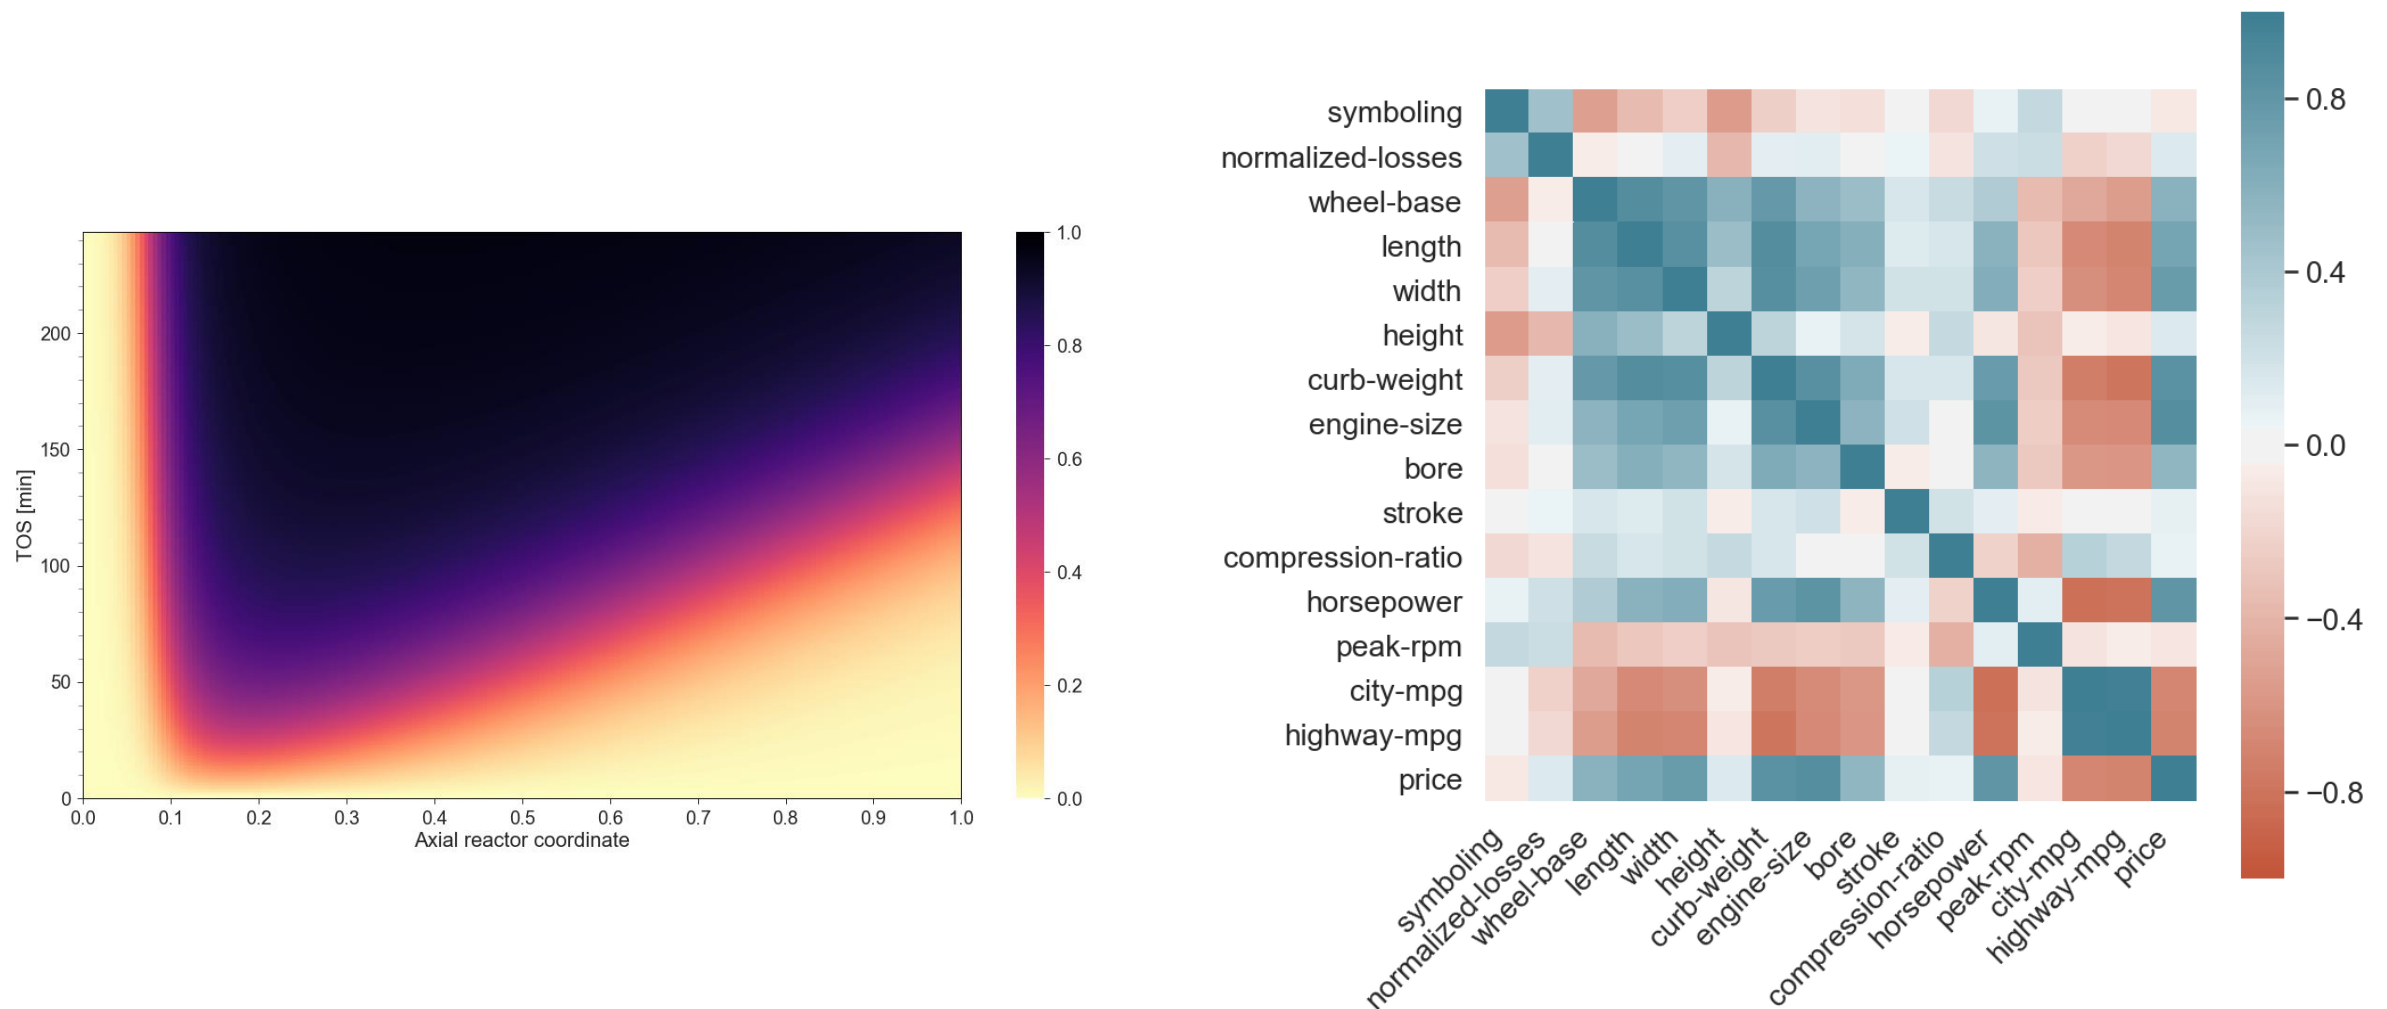 TOS [min]
200
150
100
50
0
0.0 0.1 0.2 0.3 0.4 0.5 0.6 0.7 0.8 0.9 1.0
Axial reactor coordinate
1.0
0.8
0.6
0.4
0.2
0.0
symboling
normalized-losses
wheel-base
length
width
height
curb-weight
engine-size
bore
stroke
compression-ratio
horsepower
peak-rpm
city-mpg
highway-mpg
price
symboling
normalized-losses
wheel-base
length
width
height
curb-weight
engine-size
bore
stroke
compression-ratio
horsepower
peak-rpm
city-mpg
highway-mpg
price
0.8
0.4
0.0
−0.4
−0.8